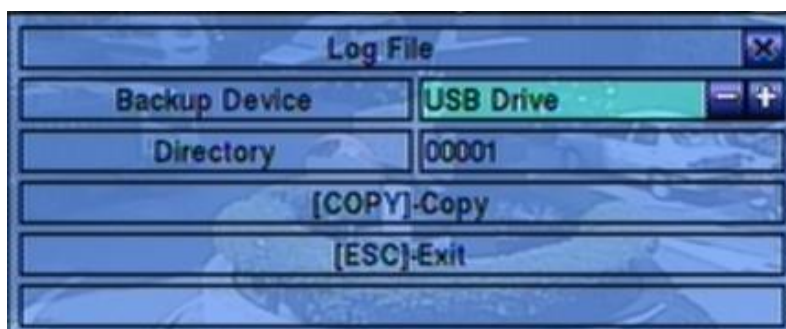 Log File
Backup Device USB Drive
Directory 00001
[COPY]-Copy
[ESC]-Exit